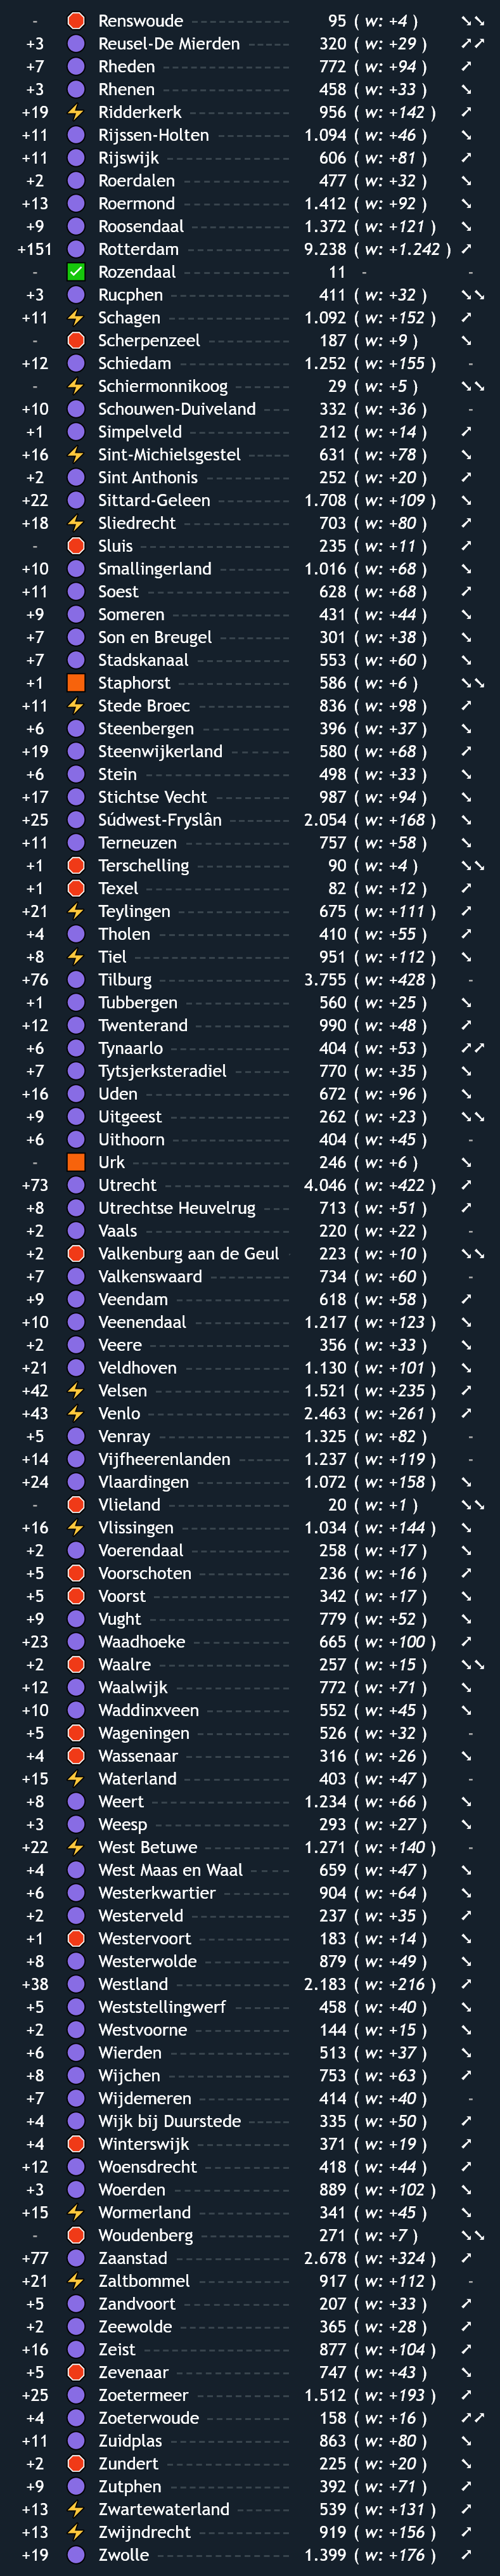 - Renswoude 95 ( w: +4 )
+3 Reusel-De Mierden 320 ( w: +29 )
+7 Rheden 772 ( w: +94 )
+3 Rhenen 458 ( w: +33 )
+19 Ridderkerk 956 ( w: +142 )
+11 Rijssen-Holten 1.094 ( w: +46 )
+11 Rijswijk 606 ( w: +81 )
+2 Roerdalen 477 ( w: +32 )
+13 Roermond 1.412 ( w: +92 )
+9 Roosendaal 1.372 ( w: +121 )
+151 Rotterdam 9.238 ( w: +1.242 )
- Rozendaal 11 - -
+3 Rucphen 411 ( w: +32 )
+11 Schagen 1.092 ( w: +152 )
- Scherpenzeel 187 ( w: +9 )
+12 Schiedam 1.252 ( w: +155 ) -
- Schiermonnikoog 29 ( w: +5 )
+10 Schouwen-Duiveland 332 ( w: +36 ) -
+1 Simpelveld 212 ( w: +14 )
+16 Sint-Michielsgestel 631 ( w: +78 )
+2 Sint Anthonis 252 ( w: +20 )
+22 Sittard-Geleen 1.708 ( w: +109 )
+18 Sliedrecht 703 ( w: +80 )
- Sluis 235 ( w: +11 )
+10 Smallingerland 1.016 ( w: +68 )
+11 Soest 628 ( w: +68 )
+9 Someren 431 ( w: +44 )
+7 Son en Breugel 301 ( w: +38 )
+7 Stadskanaal 553 ( w: +60 )
+1 Staphorst 586 ( w: +6 )
+11 Stede Broec 836 ( w: +98 )
+6 Steenbergen 396 ( w: +37 )
+19 Steenwijkerland 580 ( w: +68 )
+6 Stein 498 ( w: +33 )
+17 Stichtse Vecht 987 ( w: +94 )
+25 Súdwest-Fryslân 2.054 ( w: +168 )
+11 Terneuzen 757 ( w: +58 )
+1 Terschelling 90 ( w: +4 )
+1 Texel 82 ( w: +12 )
+21 Teylingen 675 ( w: +111 )
+4 Tholen 410 ( w: +55 )
+8 Tiel 951 ( w: +112 )
+76 Tilburg 3.755 ( w: +428 ) -
+1 Tubbergen 560 ( w: +25 )
+12 Twenterand 990 ( w: +48 )
+6 Tynaarlo 404 ( w: +53 )
+7 Tytsjerksteradiel 770 ( w: +35 )
+16 Uden 672 ( w: +96 )
+9 Uitgeest 262 ( w: +23 )
+6 Uithoorn 404 ( w: +45 ) -
- Urk 246 ( w: +6 )
+73 Utrecht 4.046 ( w: +422 )
+8 Utrechtse Heuvelrug 713 ( w: +51 )
+2 Vaals 220 ( w: +22 ) -
+2 Valkenburg aan de Geul 223 ( w: +10 )
+7 Valkenswaard 734 ( w: +60 ) -
+9 Veendam 618 ( w: +58 )
+10 Veenendaal 1.217 ( w: +123 )
+2 Veere 356 ( w: +33 )
+21 Veldhoven 1.130 ( w: +101 )
+42 Velsen 1.521 ( w: +235 )
+43 Venlo 2.463 ( w: +261 )
+5 Venray 1.325 ( w: +82 ) -
+14 Vijfheerenlanden 1.237 ( w: +119 ) -
+24 Vlaardingen 1.072 ( w: +158 )
- Vlieland 20 ( w: +1 )
+16 Vlissingen 1.034 ( w: +144 )
+2 Voerendaal 258 ( w: +17 )
+5 Voorschoten 236 ( w: +16 )
+5 Voorst 342 ( w: +17 )
+9 Vught 779 ( w: +52 )
+23 Waadhoeke 665 ( w: +100 )
+2 Waalre 257 ( w: +15 )
+12 Waalwijk 772 ( w: +71 )
+10 Waddinxveen 552 ( w: +45 )
+5 Wageningen 526 ( w: +32 ) -
+4 Wassenaar 316 ( w: +26 )
+15 Waterland 403 ( w: +47 ) -
+8 Weert 1.234 ( w: +66 )
+3 Weesp 293 ( w: +27 )
+22 West Betuwe 1.271 ( w: +140 ) -
+4 West Maas en Waal 659 ( w: +47 )
+6 Westerkwartier 904 ( w: +64 )
+2 Westerveld 237 ( w: +35 )
+1 Westervoort 183 ( w: +14 )
+8 Westerwolde 879 ( w: +49 )
+38 Westland 2.183 ( w: +216 )
+5 Weststellingwerf 458 ( w: +40 )
+2 Westvoorne 144 ( w: +15 )
+6 Wierden 513 ( w: +37 )
+8 Wijchen 753 ( w: +63 )
+7 Wijdemeren 414 ( w: +40 ) -
+4 Wijk bij Duurstede 335 ( w: +50 )
+4 Winterswijk 371 ( w: +19 )
+12 Woensdrecht 418 ( w: +44 )
+3 Woerden 889 ( w: +102 )
+15 Wormerland 341 ( w: +45 )
- Woudenberg 271 ( w: +7 )
+77 Zaanstad 2.678 ( w: +324 )
+21 Zaltbommel 917 ( w: +112 ) -
+5 Zandvoort 207 ( w: +33 )
+2 Zeewolde 365 ( w: +28 )
+16 Zeist 877 ( w: +104 )
+5 Zevenaar 747 ( w: +43 )
+25 Zoetermeer 1.512 ( w: +193 )
+4 Zoeterwoude 158 ( w: +16 )
+11 Zuidplas 863 ( w: +80 )
+2 Zundert 225 ( w: +20 )
+9 Zutphen 392 ( w: +71 )
+13 Zwartewaterland 539 ( w: +131 )
+13 Zwijndrecht 919 ( w: +156 )
+19 Zwolle 1.399 ( w: +176 )